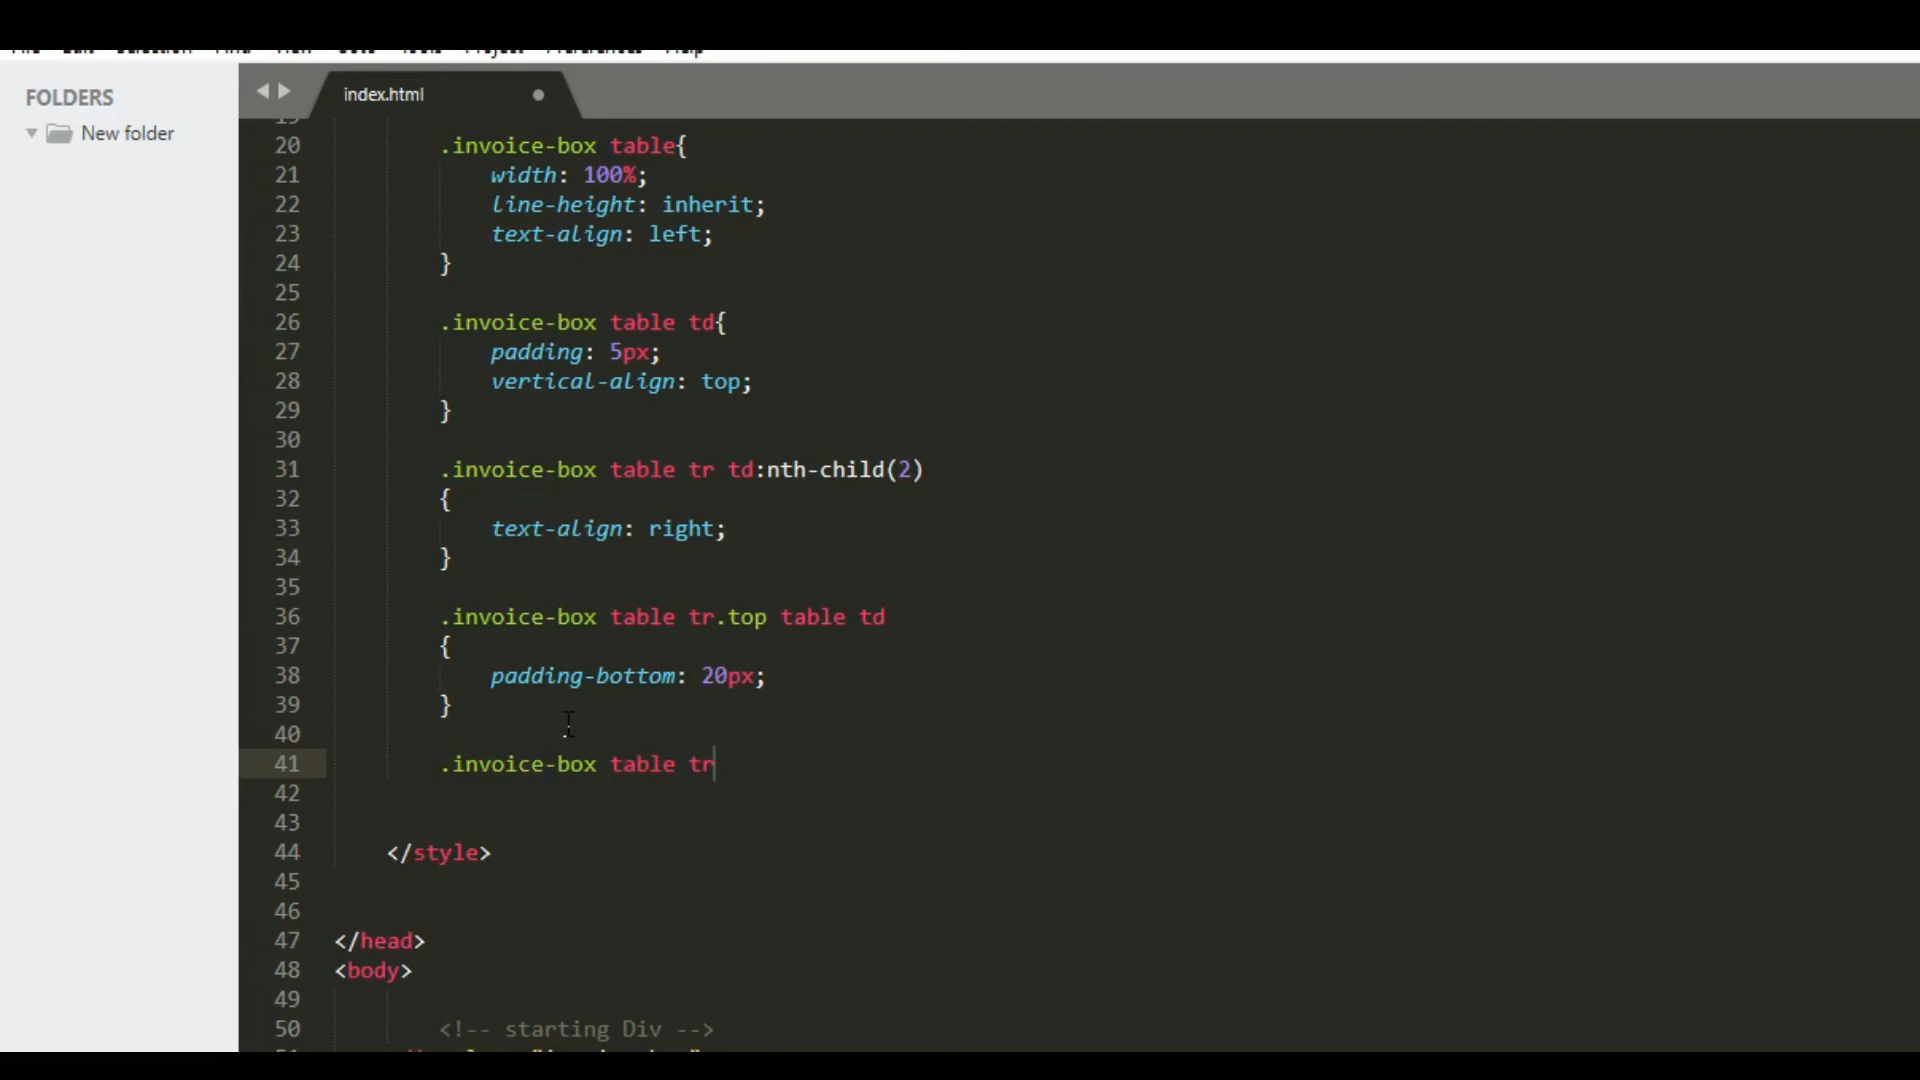 FOLDERS
New folder
index.html
19
20 .invoice-box table{
21 width: 100%;
22 line-height: inherit;
23 text-align: left;
24 }
25
26 .invoice-box table td{
27 padding: 5px;
28 vertical-align: top;
29 }
30
31 .invoice-box table tr td:nth-child(2)
32 {
33 text-align: right;
34 }
35
36 .invoice-box table tr.top table td
37 {
38 padding-bottom: 20px;
39 }
40
41 .invoice-box table tr
42
43
44 </style>
45
46
47 </head>
48 <body>
49
50 <!-- starting Div -->